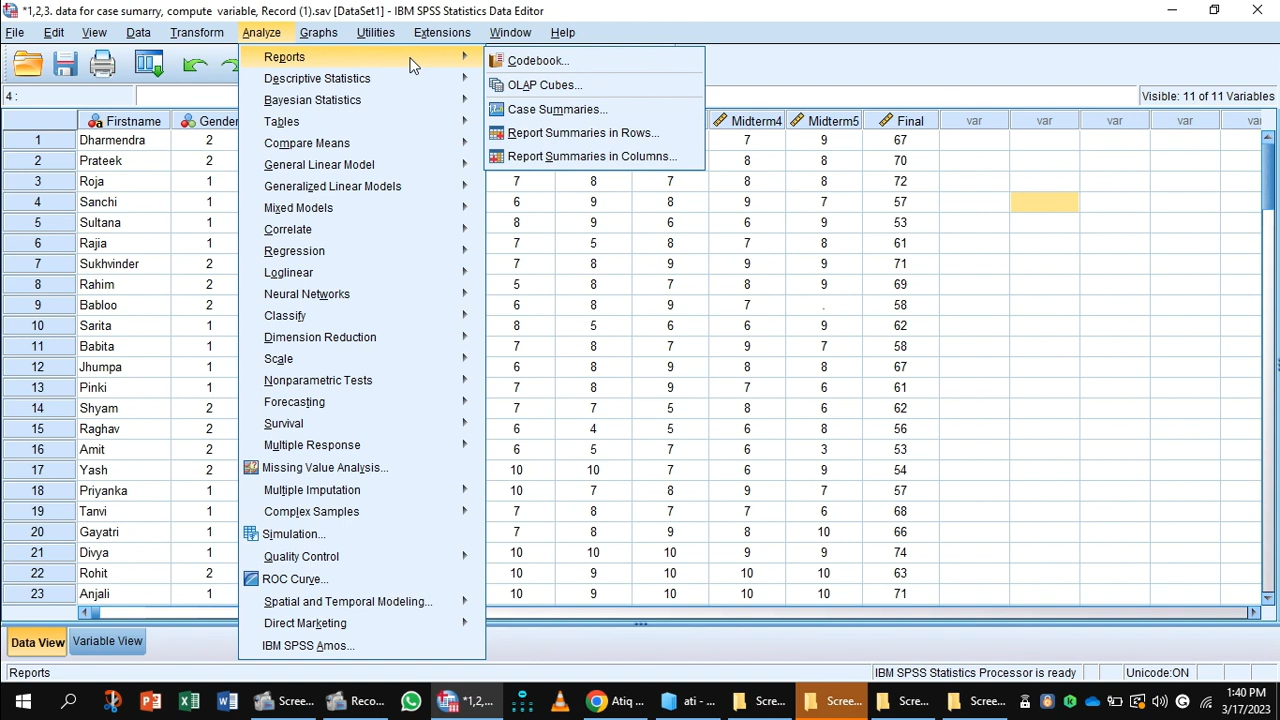 *1,2,3. data for case sumarry, compute  variable, Record (1).sav [DataSet1] - IBM SPSS Statistics Data Editor
File Edit View Data Transform Analyze Graphs Utilities Extensions Window Help
4 :
Visible: 11 of 11 Variables
Reports
Descriptive Statistics
Bayesian Statistics
Tables
Compare Means
General Linear Model
Generalized Linear Models
Mixed Models
Correlate
Regression
Loglinear
Neural Networks
Classify
Dimension Reduction
Scale
Nonparametric Tests
Forecasting
Survival
Multiple Response
Missing Value Analysis...
Multiple Imputation
Complex Samples
Simulation...
Quality Control
ROC Curve...
Spatial and Temporal Modeling...
Direct Marketing
IBM SPSS Amos...
Codebook...
OLAP Cubes...
Case Summaries...
Report Summaries in Rows...
Report Summaries in Columns...
Firstname Gender Midterm4 Midterm5 Final var var var var var
1 Dharmendra 2 7 9 67
2 Prateek 2 8 8 70
3 Roja 1 7 8 7 8 8 72
4 Sanchi 1 6 9 8 9 7 57
5 Sultana 1 8 9 6 6 9 53
6 Rajia 1 7 5 8 7 8 61
7 Sukhvinder 2 7 8 9 9 9 71
8 Rahim 2 5 8 7 8 9 69
9 Babloo 2 6 8 9 7 . 58
10 Sarita 1 8 5 6 6 9 62
11 Babita 1 7 8 7 9 7 58
12 Jhumpa 1 6 8 9 8 8 67
13 Pinki 1 7 8 9 7 6 61
14 Shyam 2 7 7 5 8 6 62
15 Raghav 2 6 4 5 6 8 56
16 Amit 2 6 5 7 6 3 53
17 Yash 2 10 10 7 6 9 54
18 Priyanka 1 10 7 8 9 7 57
19 Tanvi 1 7 8 7 7 6 68
20 Gayatri 1 7 8 9 8 10 66
21 Divya 1 10 10 10 9 9 74
22 Rohit 2 10 9 10 10 10 63
23 Anjali 1 10 9 10 10 10 71
Data View Variable View
Reports
IBM SPSS Statistics Processor is ready
Unicode:ON
Scree... Reco... *1,2,... Atiq ... ati - ... Scre... Scree... Scree... Scree...
1:40 PM
3/17/2023